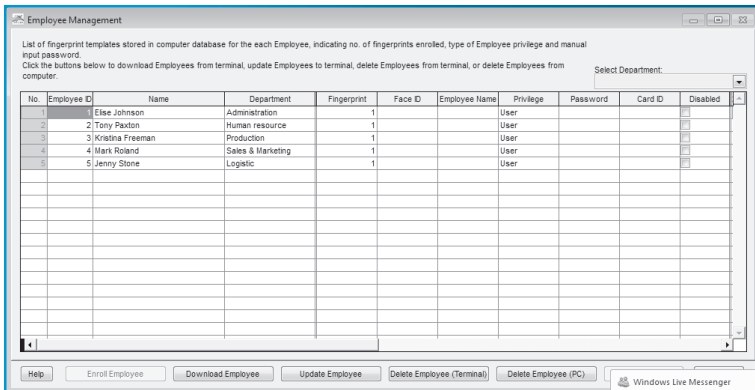 Employee Management
List of fingerprint templates stored in computer database for the each Employee, indicating no. of fingerprints enrolled, type of Employee privilege and manual
input password.
Click the buttons below to download Employees from terminal, update Employees to terminal, delete Employees from terminal, or delete Employees from
computer.
Select Department:
No. Employee ID Name Department Fingerprint Face ID Employee Name Privilege Password Card ID Disabled
1 1 Elise Johnson Administration 1 User
2 2 Tony Paxton Human resource 1 User
3 3 Kristina Freeman Production 1 User
4 4 Mark Roland Sales & Marketing 1 User
5 5 Jenny Stone Logistic 1 User
Help Enroll Employee Download Employee Update Employee Delete Employee (Terminal) Delete Employee (PC)
Windows Live Messenger